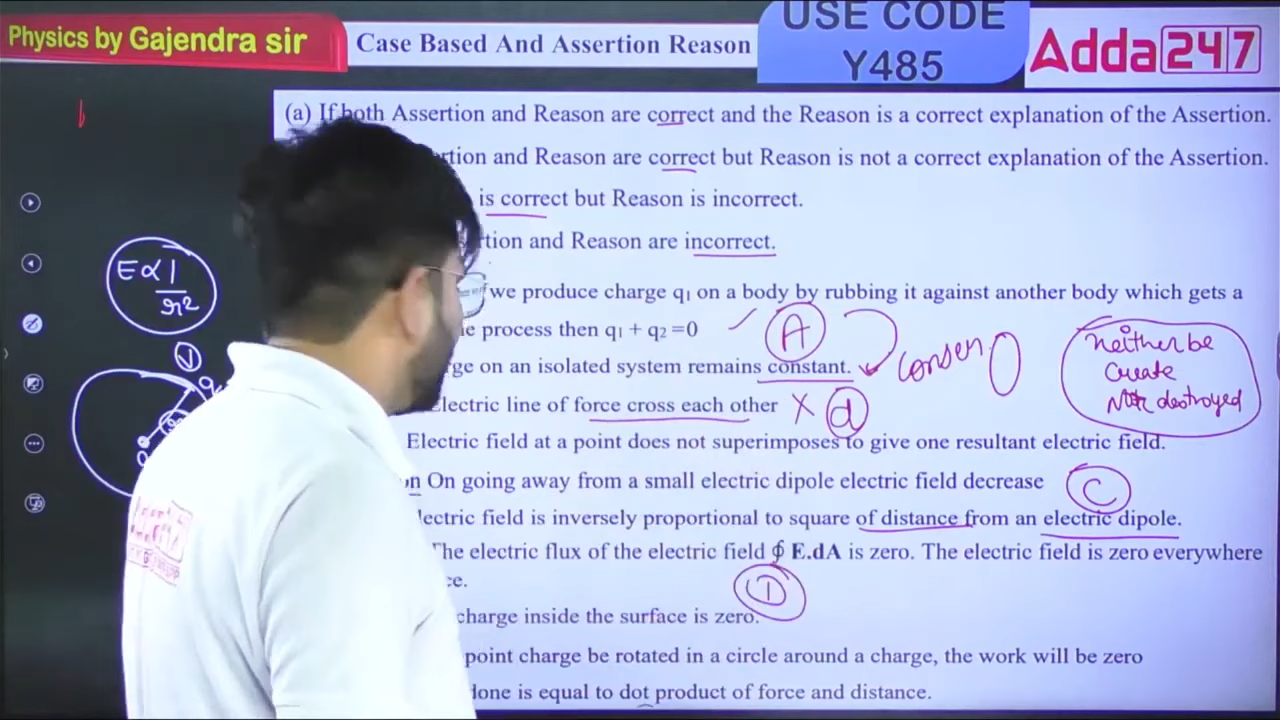 Physics by Gajendra sir
Case Based And Assertion Reason
USE CODE
Y485
Adda247
(a) If both Assertion and Reason are correct and the Reason is a correct explanation of the Assertion.
rtion and Reason are correct but Reason is not a correct explanation of the Assertion.
is correct but Reason is incorrect.
rtion and Reason are incorrect.
we produce charge q1 on a body by rubbing it against another body which gets a
e process then q1 + q2 =0
A
rge on an isolated system remains constant.
conserv
neither be
create
destroyed
E∝1/r²
Electric line of force cross each other
X
d
Electric field at a point does not superimposes to give one resultant electric field.
n On going away from a small electric dipole electric field decrease
C
lectric field is inversely proportional to square of distance from an electric dipole.
The electric flux of the electric field ∮ E.dA is zero. The electric field is zero everywhere
ce.
D
charge inside the surface is zero.
point charge be rotated in a circle around a charge, the work will be zero
done is equal to dot product of force and distance.